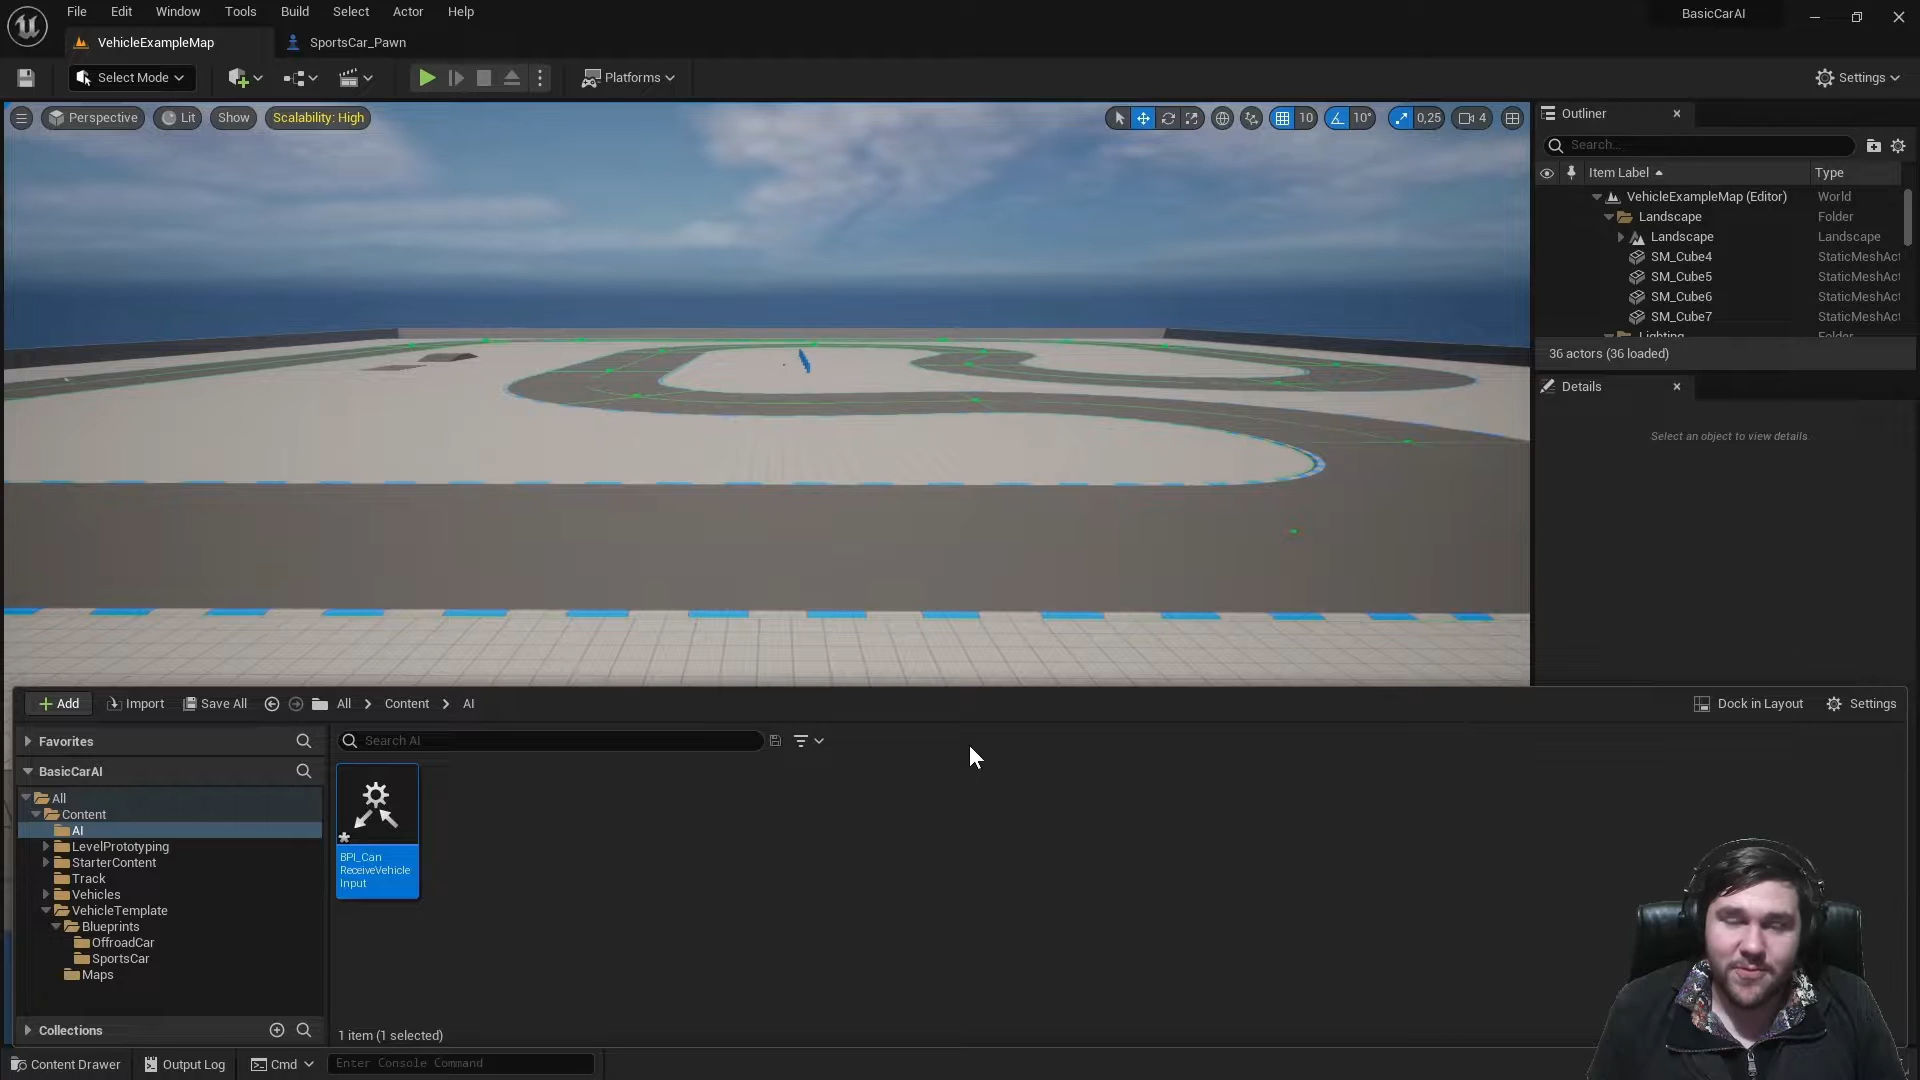 File Edit Window Tools Build Select Actor Help
BasicCarAI
VehicleExampleMap
SportsCar_Pawn
Select Mode
Platforms
Settings
Perspective Lit Show Scalability: High
10 10° 0,25 4
Outliner
Search...
Item Label Type
VehicleExampleMap (Editor) World
Landscape Folder
Landscape Landscape
SM_Cube4 StaticMeshAct
SM_Cube5 StaticMeshAct
SM_Cube6 StaticMeshAct
SM_Cube7 StaticMeshAct
Lighting Folder
36 actors (36 loaded)
Details
Select an object to view details
Add Import Save All All Content AI
Dock in Layout Settings
Favorites
Search AI
BasicCarAI
All
Content
AI
LevelPrototyping
StarterContent
Track
Vehicles
VehicleTemplate
Blueprints
OffroadCar
SportsCar
Maps
BPI_Can
ReceiveVehicle
Input
Collections
1 item (1 selected)
Content Drawer Output Log Cmd Enter Console Command